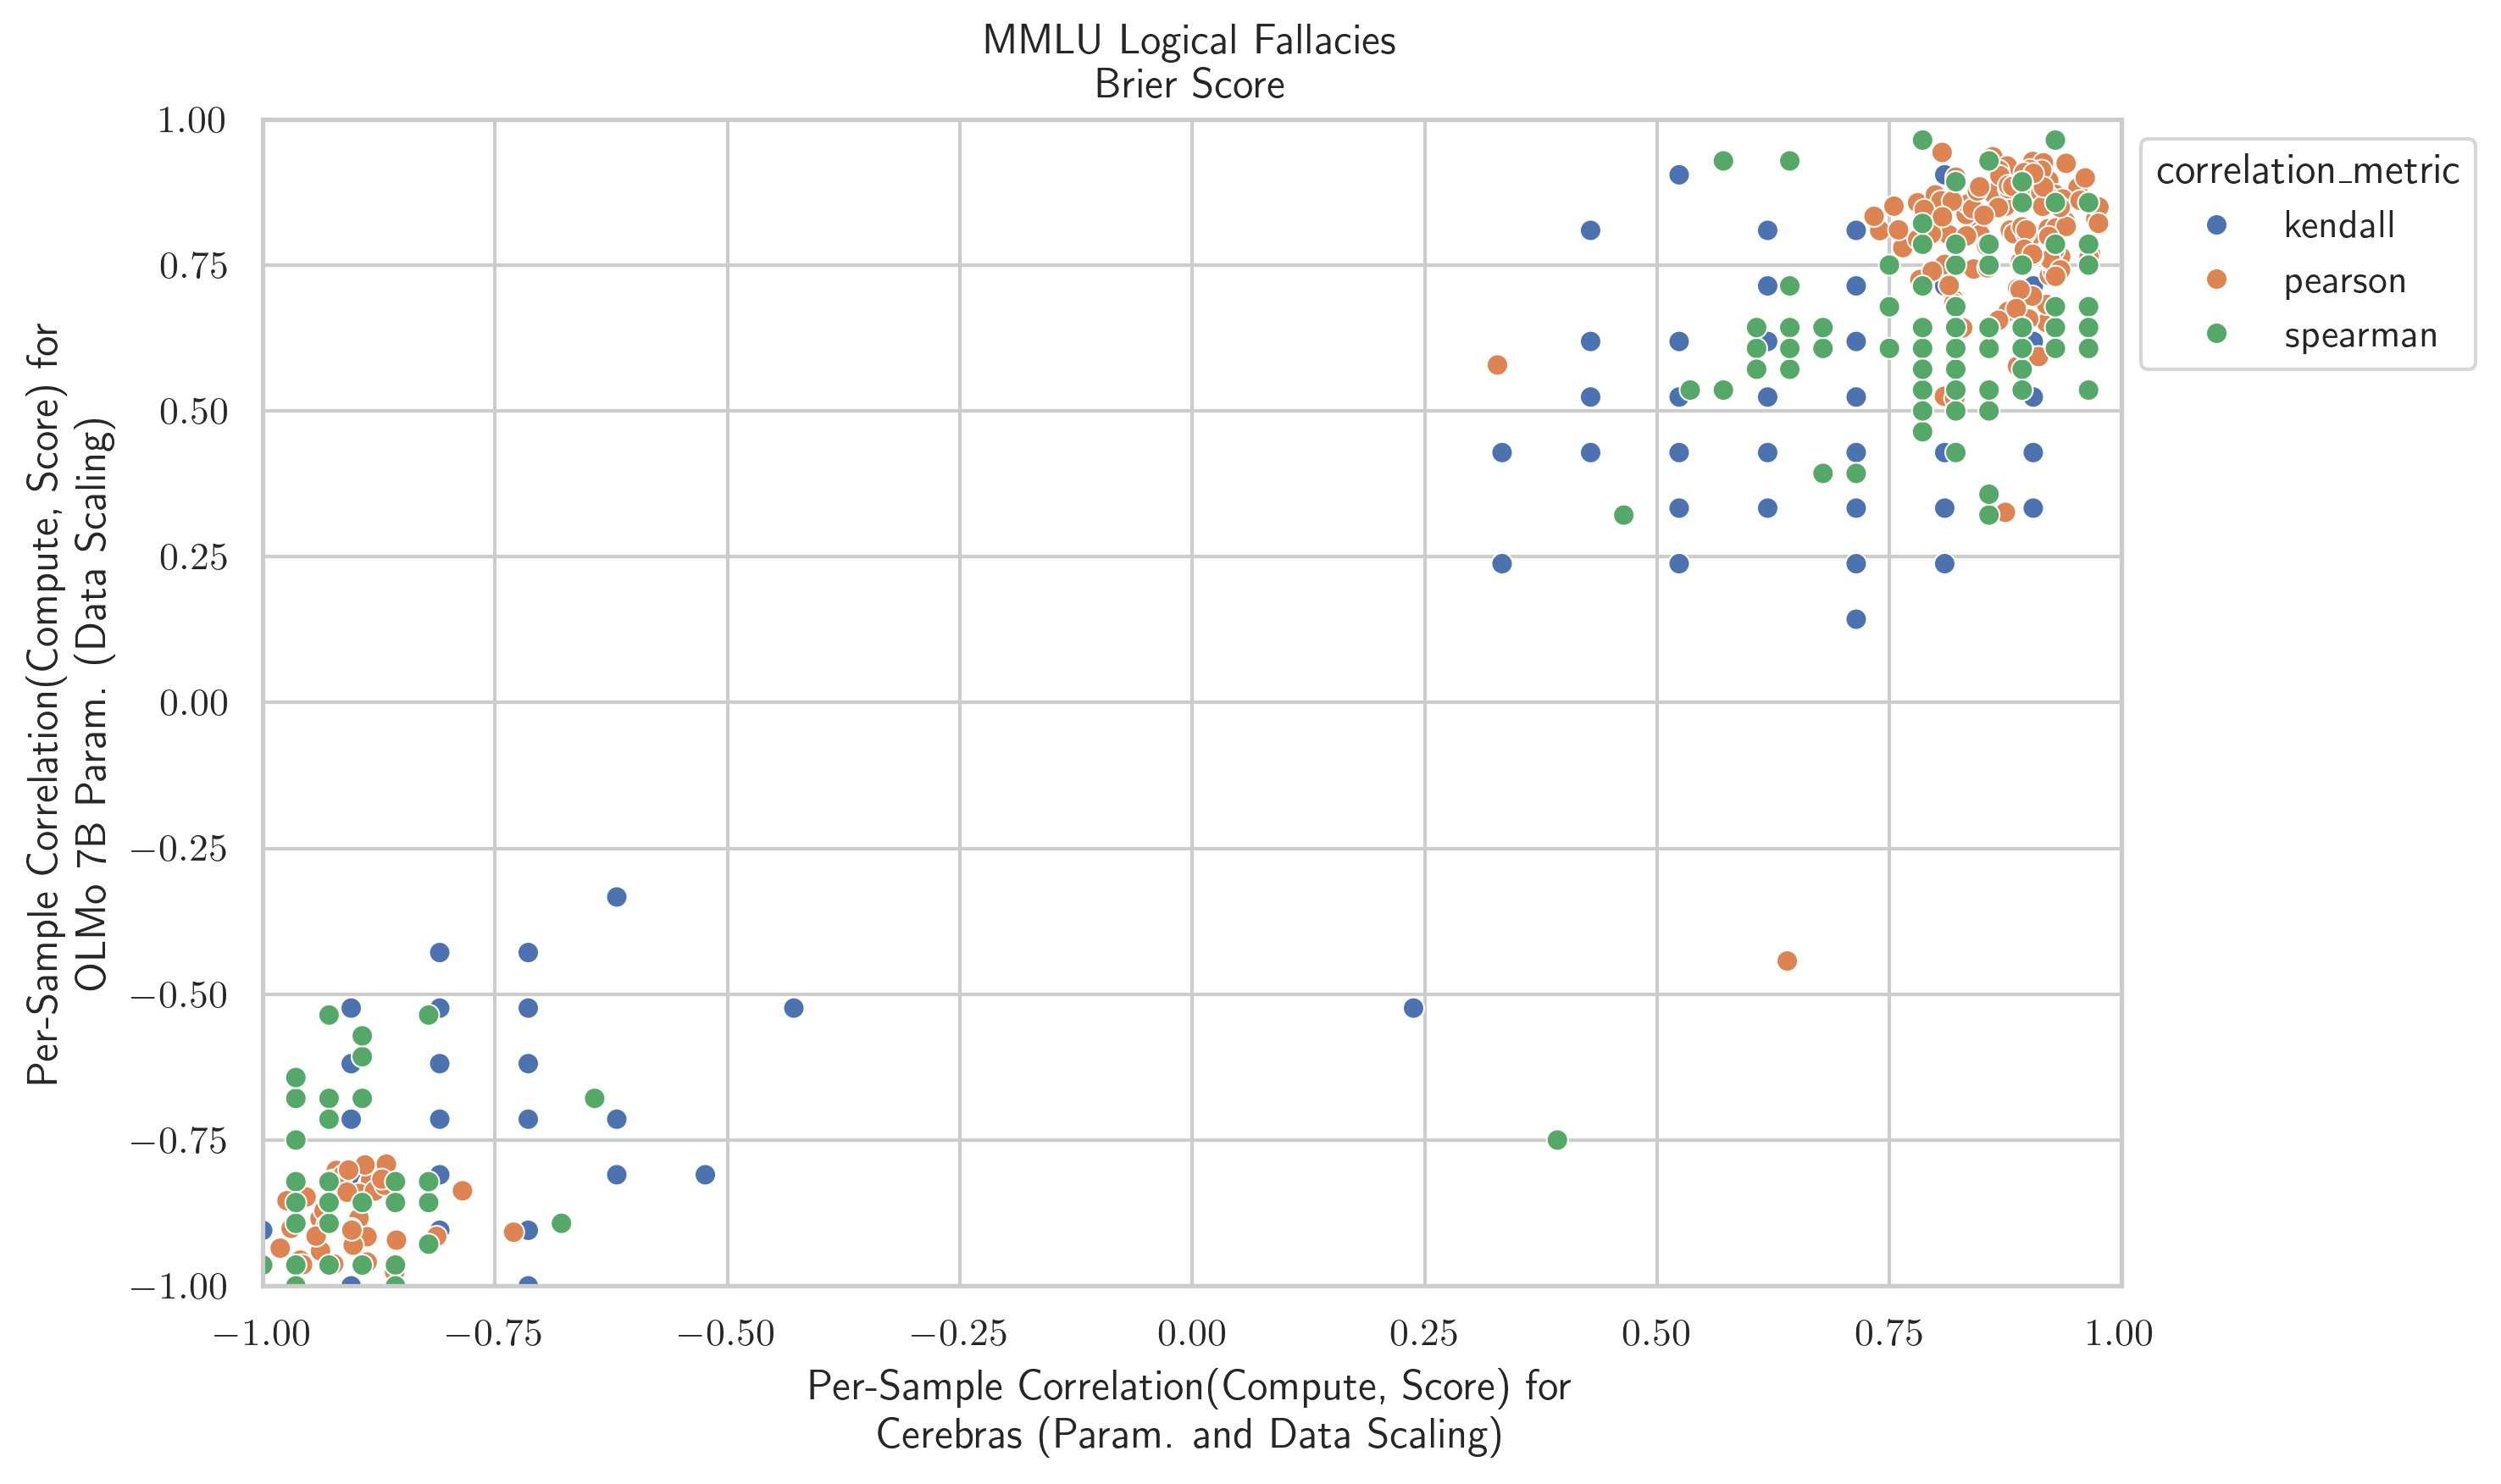 MMLU Logical Fallacies
Brier Score
Per-Sample Correlation(Compute, Score) for
OLMo 7B Param. (Data Scaling)
1.00
0.75
0.50
0.25
0.00
−0.25
−0.50
−0.75
−1.00
−1.00 −0.75 −0.50 −0.25 0.00 0.25 0.50 0.75 1.00
Per-Sample Correlation(Compute, Score) for
Cerebras (Param. and Data Scaling)
correlation_metric
kendall
pearson
spearman